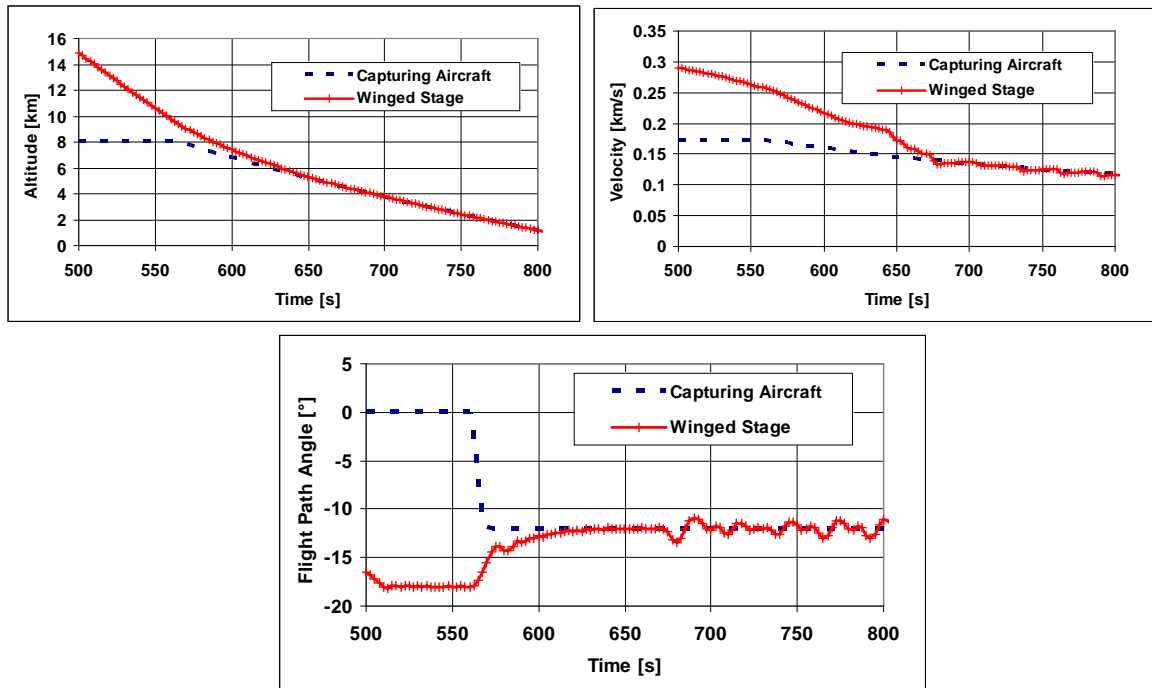 16
14
12
10
8
6
4
2
0
Altitude [km]
Capturing Aircraft
Winged Stage
500 550 600 650 700 750 800
Time [s]
0.35
0.3
0.25
0.2
0.15
0.1
0.05
0
Velocity [km/s]
Capturing Aircraft
Winged Stage
500 550 600 650 700 750 800
Time [s]
5
0
-5
-10
-15
-20
Flight Path Angle [°]
Capturing Aircraft
Winged Stage
500 550 600 650 700 750 800
Time [s]